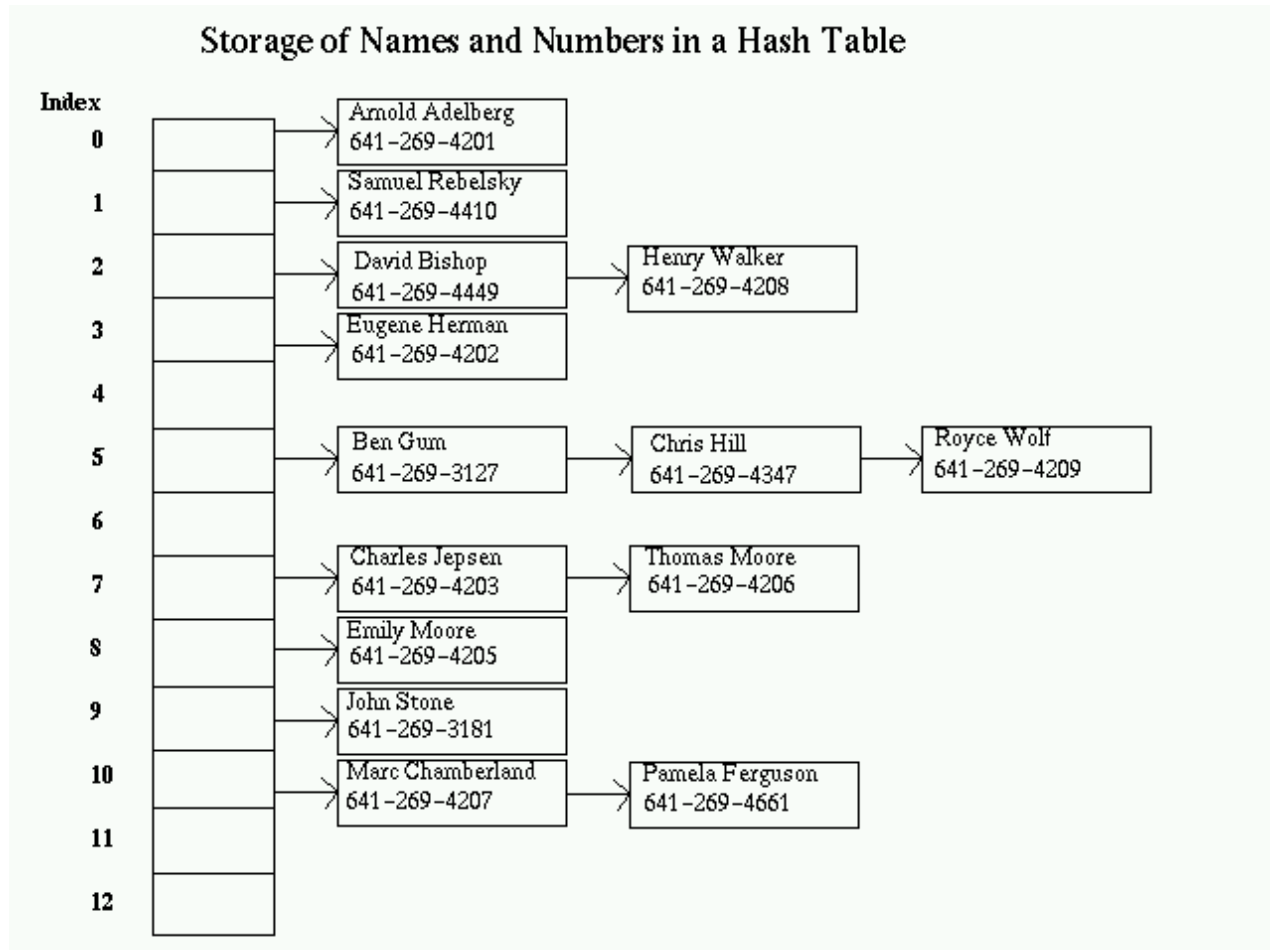 Storage of Names and Numbers in a Hash Table
Index
0
Arnold Adelberg
641-269-4201
1
Samuel Rebelsky
641-269-4410
2
David Bishop
641-269-4449
Henry Walker
641-269-4208
3
Eugene Herman
641-269-4202
4
5
Ben Gum
641-269-3127
Chris Hill
641-269-4347
Royce Wolf
641-269-4209
6
7
Charles Jepsen
641-269-4203
Thomas Moore
641-269-4206
8
Emily Moore
641-269-4205
9
John Stone
641-269-3181
10
Marc Chamberland
641-269-4207
Pamela Ferguson
641-269-4661
11
12